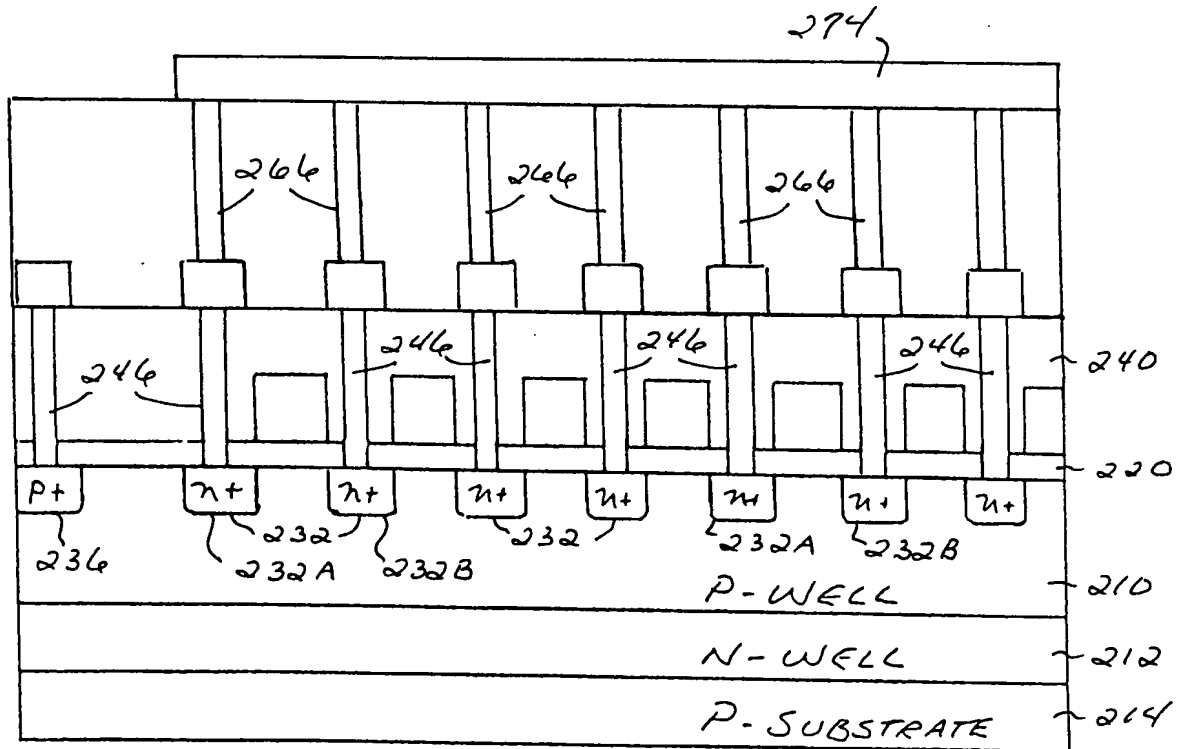 274
266 266 266
246 246 246 246 240
220
P+ n+ n+ n+ n+ n+ n+ n+
236 232 232 232A 232B
232A 232B
P-WELL 210
N-WELL 212
P-SUBSTRATE 214